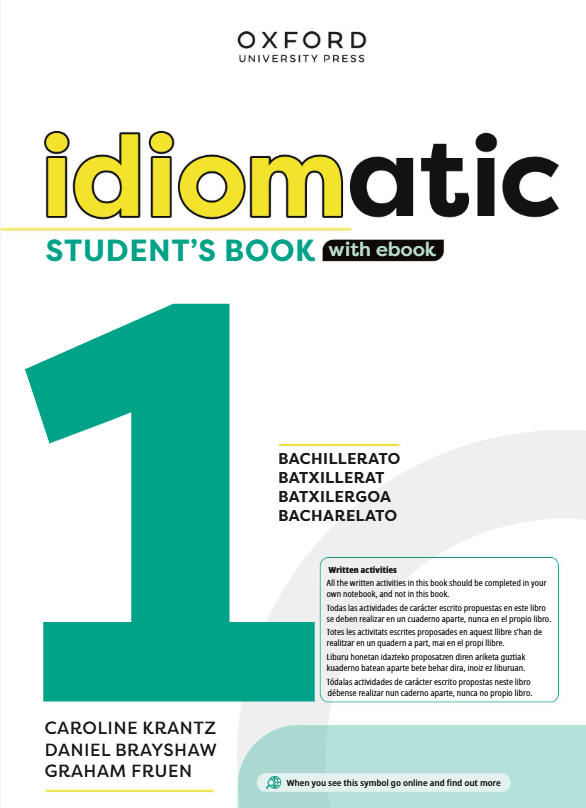 OXFORD
UNIVERSITY PRESS
idiomatic
STUDENT'S BOOK with ebook
1
BACHILLERATO
BATXILLERAT
BATXILERGOA
BACHARELATO
Written activities
All the written activities in this book should be completed in your
own notebook, and not in this book.
Todas las actividades de carácter escrito propuestas en este libro
se deben realizar en un cuaderno aparte, nunca en el propio libro.
Totes les activitats escrites proposades en aquest llibre s'han de
realitzar en un quadern a part, mai en el propi llibre.
Liburu honetan idazteko proposatzen diren ariketa guztiak
kuaderno batean aparte bete behar dira, inoiz ez liburuan.
Tódalas actividades de carácter escrito propostas neste libro
débense realizar nun caderno aparte, nunca no propio libro.
CAROLINE KRANTZ
DANIEL BRAYSHAW
GRAHAM FRUEN
When you see this symbol go online and find out more